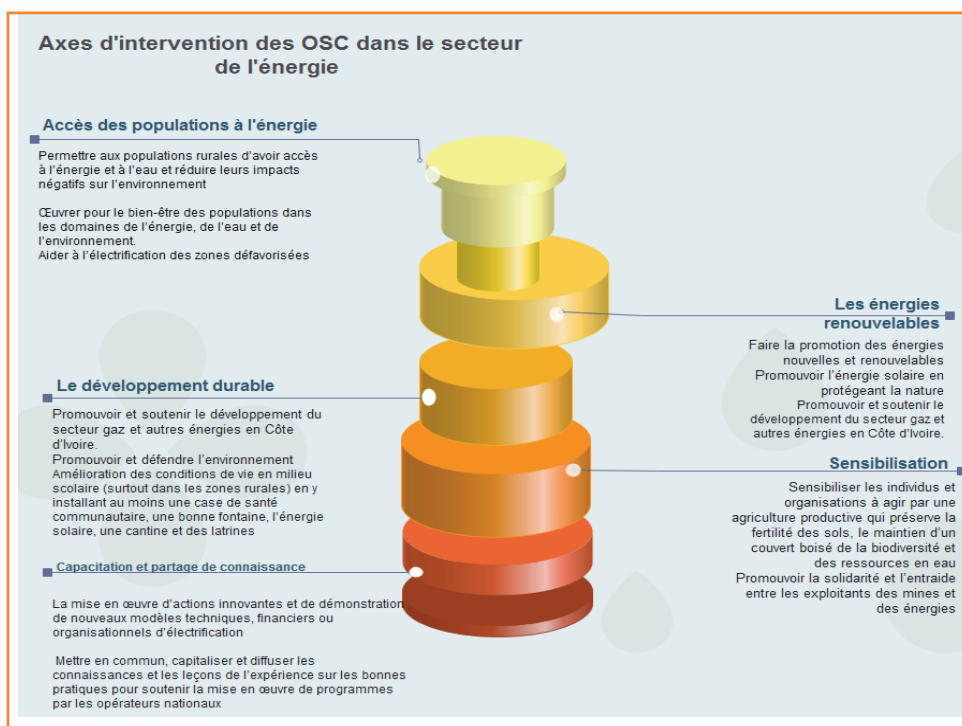 Axes d'intervention des OSC dans le secteur
de l'énergie
Accès des populations à l'énergie
Permettre aux populations rurales d'avoir accès
à l'énergie et à l'eau et réduire leurs impacts
négatifs sur l'environnement
Œuvrer pour le bien-être des populations dans
les domaines de l'énergie, de l'eau et de
l'environnement.
Aider à l'électrification des zones défavorisées
Les énergies
renouvelables
Faire la promotion des énergies
nouvelles et renouvelables
Promouvoir l'énergie solaire en
protégeant la nature
Promouvoir et soutenir le
développement du secteur gaz et
autres énergies en Côte d'Ivoire.
Le développement durable
Promouvoir et soutenir le développement du
secteur gaz et autres énergies en Côte
d'Ivoire.
Promouvoir et défendre l'environnement
Amélioration des conditions de vie en milieu
scolaire (surtout dans les zones rurales) en y
installant au moins une case de santé
communautaire, une bonne fontaine, l'énergie
solaire, une cantine et des latrines
Sensibilisation
Sensibiliser les individus et
organisations à agir par une
agriculture productive qui préserve la
fertilité des sols, le maintien d'un
couvert boisé de la biodiversité et
des ressources en eau
Promouvoir la solidarité et l'entraide
entre les exploitants des mines et
des énergies
Capacitation et partage de connaissance
La mise en œuvre d'actions innovantes et de démonstration
de nouveaux modèles techniques, financiers ou
organisationnels d'électrification
Mettre en commun, capitaliser et diffuser les
connaissances et les leçons de l'expérience sur les bonnes
pratiques pour soutenir la mise en œuvre de programmes
par les opérateurs nationaux